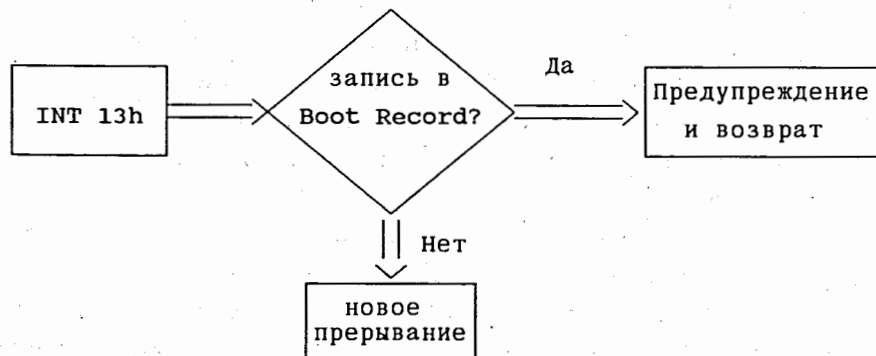 INT 13h
запись в
Boot Record?
Да
Предупреждение
и возврат
Нет
новое
прерывание